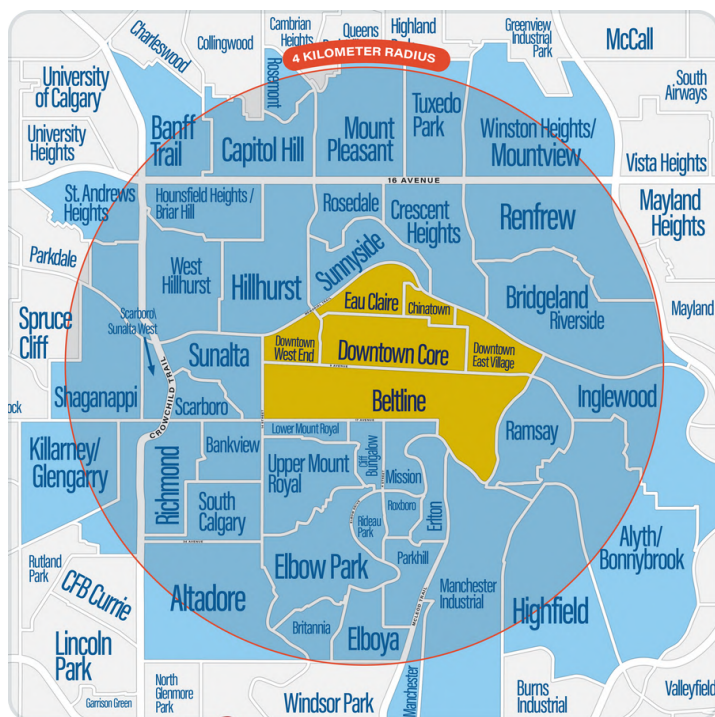 Charleswood
Collingwood
Cambrian
Heights
Queens
Highland
Greenview
Industrial
Park
McCall
4 KILOMETER RADIUS
Rosemont
University
of Calgary
South
Airways
University
Heights
Banff
Trail
Capitol Hill
Mount
Pleasant
Tuxedo
Park
Winston Heights/
Mountview
Vista Heights
16 AVENUE
St. Andrews
Heights
Hounsfield Heights /
Briar Hill
Rosedale
Crescent
Heights
Renfrew
Mayland
Heights
Parkdale
West
Hillhurst
Hillhurst
Sunnyside
Eau Claire
Chinatown
Bridgeland
Riverside
Mayland
Spruce
Cliff
Scarboro\
Sunalta West
Sunalta
Downtown
West End
Downtown Core
Downtown
East Village
Shaganappi
CROWCHILD TRAIL
Scarboro
Beltline
Inglewood
ock
Killarney/
Glengarry
Richmond
Bankview
Lower Mount Royal
Upper Mount
Royal
Cliff
Bungalow
Mission
Ramsay
South
Calgary
Rideau
Park
Roxboro
Erlton
Alyth/
Bonnybrook
Rutland
Park
CFB Currie
Altadore
Elbow Park
Parkhill
MCLEOD TRAIL
Manchester
Industrial
Highfield
Lincoln
Park
Britannia
Elboya
Garrison Green
North
Glenmore
Park
Windsor Park
Manchester
Burns
Industrial
Valleyfield